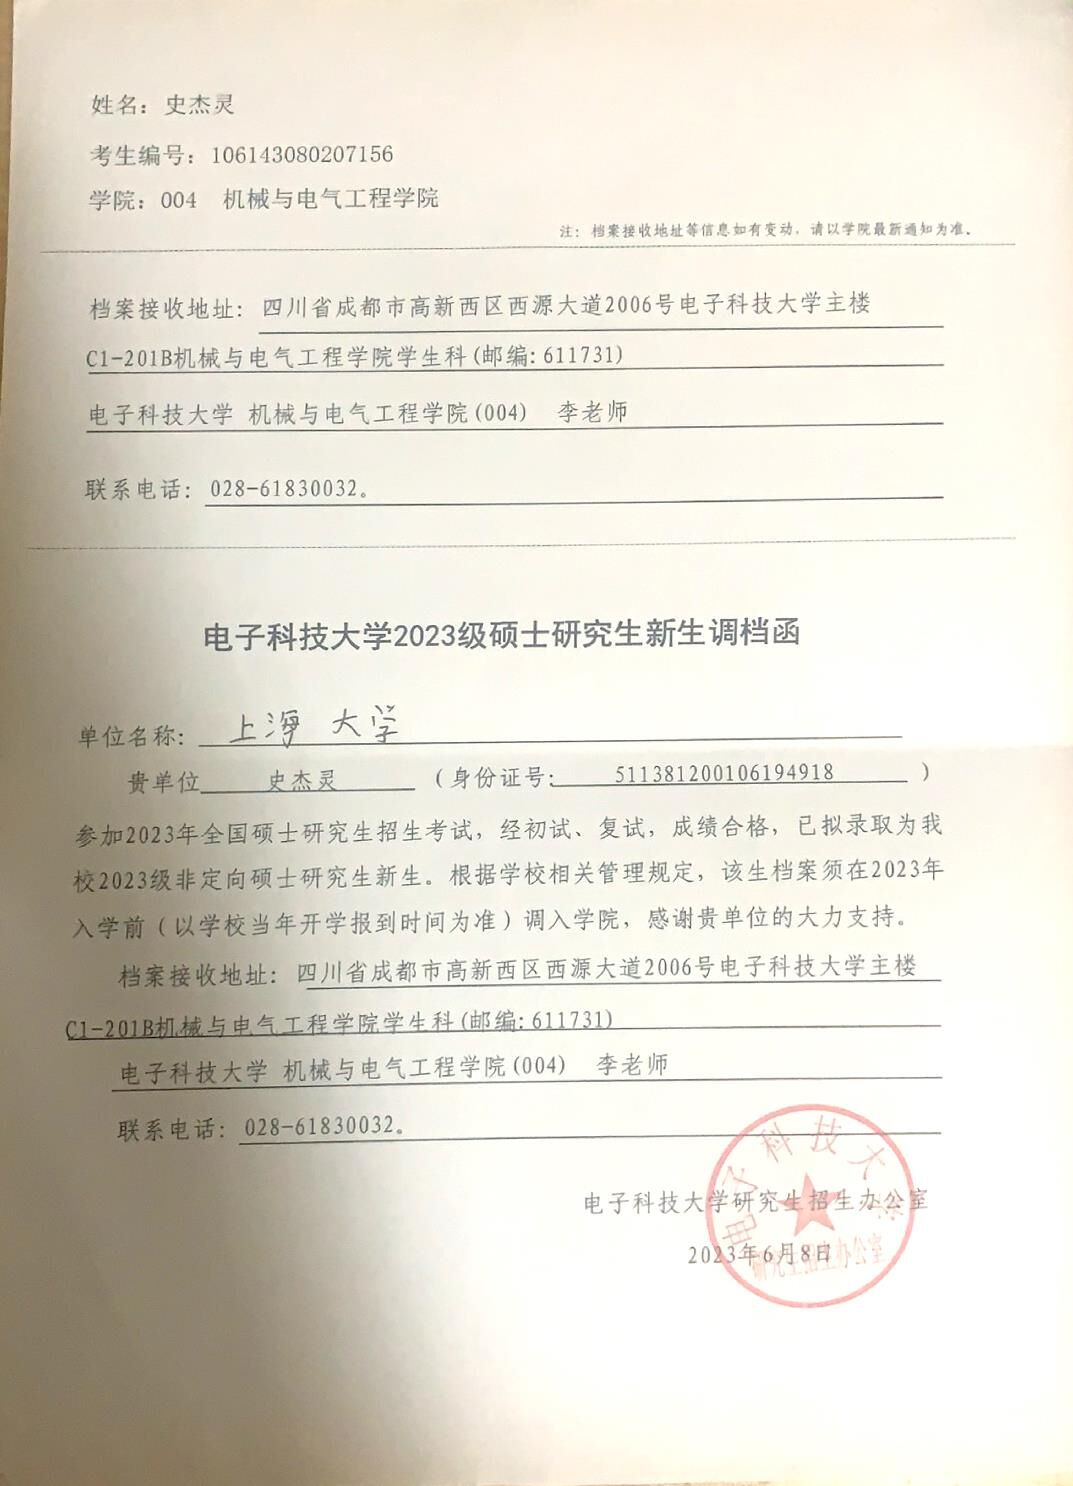 姓名：史杰灵
考生编号：106143080207156
学院：004 机械与电气工程学院
注：档案接收地址等信息如有变动，请以学院最新通知为准。
档案接收地址：四川省成都市高新西区西源大道2006号电子科技大学主楼
C1-201B机械与电气工程学院学生科(邮编：611731)
电子科技大学 机械与电气工程学院(004) 李老师
联系电话：028-61830032。
电子科技大学2023级硕士研究生新生调档函
单位名称：上海大学
贵单位 史杰灵 （身份证号：511381200106194918）
参加2023年全国硕士研究生招生考试，经初试、复试，成绩合格，已拟录取为我
校2023级非定向硕士研究生新生。根据学校相关管理规定，该生档案须在2023年
入学前（以学校当年开学报到时间为准）调入学院，感谢贵单位的大力支持。
档案接收地址：四川省成都市高新西区西源大道2006号电子科技大学主楼
C1-201B机械与电气工程学院学生科(邮编：611731)
电子科技大学 机械与电气工程学院(004) 李老师
联系电话：028-61830032。
电子科技大学
电子科技大学研究生招生办公室
2023年6月8日
研究生招生办公室